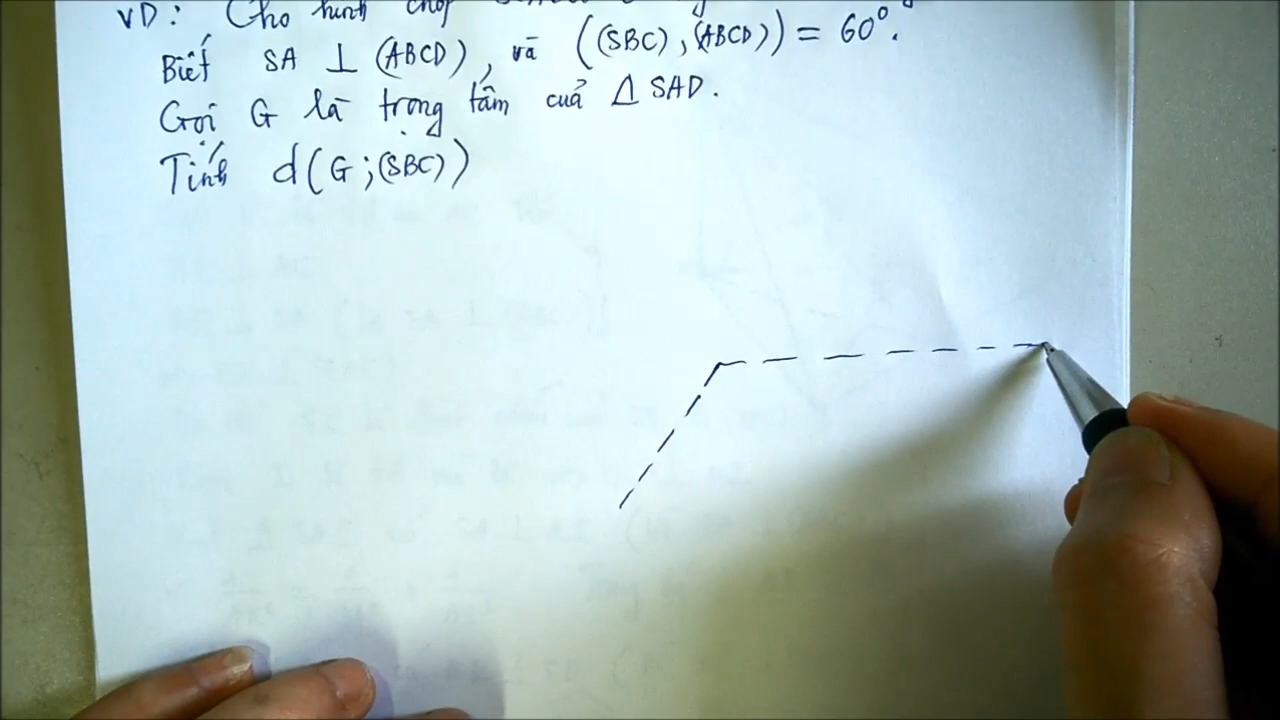 VD: Cho hình chóp
Biết SA ⊥ (ABCD), và ((SBC), (ABCD)) = 60°.
Gọi G là trọng tâm của Δ SAD.
Tính d(G;(SBC))